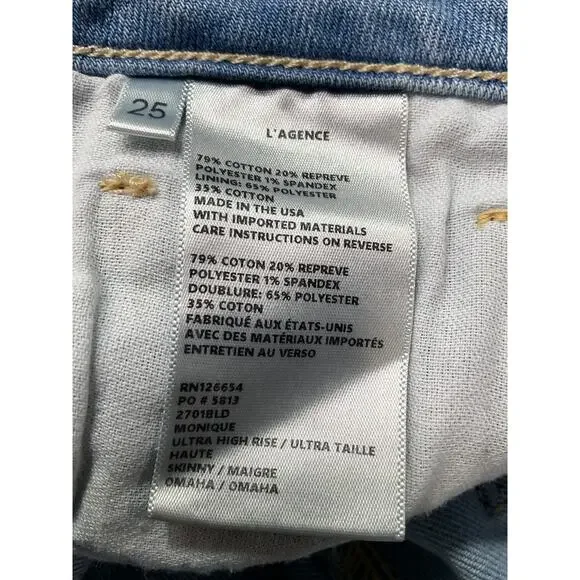 25
L'AGENCE
79% COTTON 20% REPREVE
POLYESTER 1% SPANDEX
LINING: 65% POLYESTER
35% COTTON
MADE IN THE USA
WITH IMPORTED MATERIALS
CARE INSTRUCTIONS ON REVERSE
79% COTON 20% REPREVE
POLYESTER 1% SPANDEX
DOUBLURE: 65% POLYESTER
35% COTON
FABRIQUÉ AUX ÉTATS-UNIS
AVEC DES MATÉRIAUX IMPORTÉS
ENTRETIEN AU VERSO
RN126654
PO # 5813
2701BLD
MONIQUE
ULTRA HIGH RISE / ULTRA TAILLE
HAUTE
SKINNY / MAIGRE
OMAHA / OMAHA